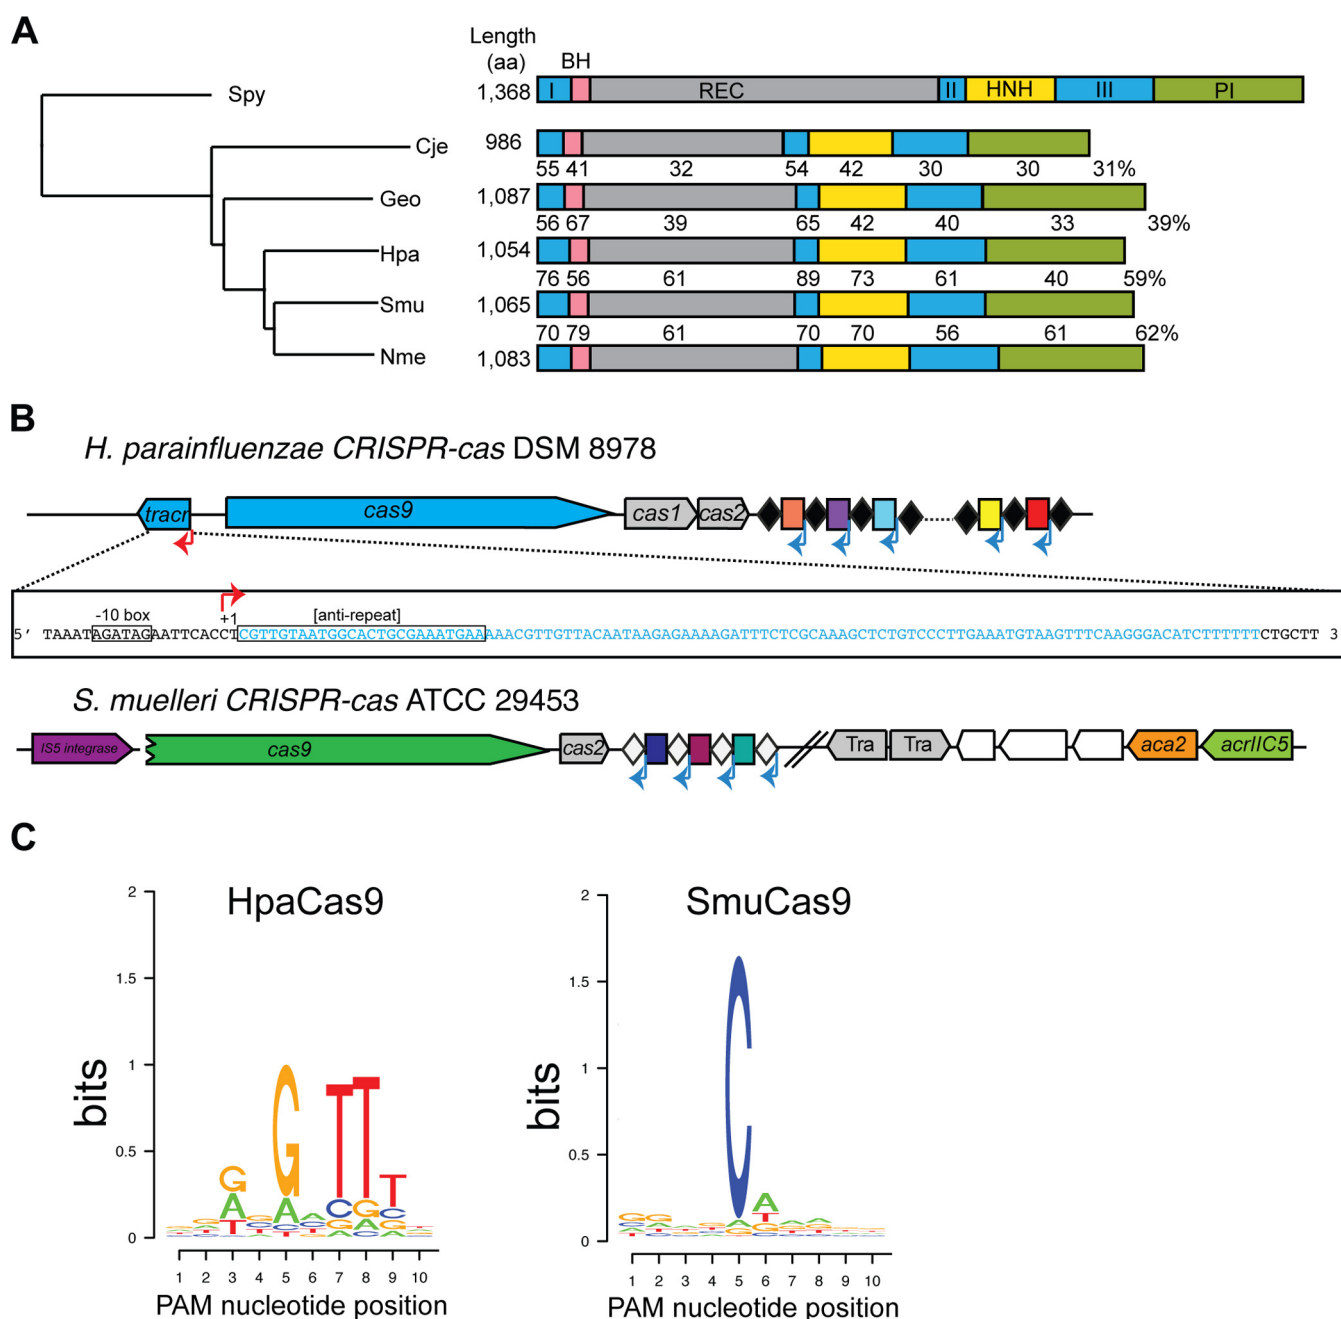 A
Length
(aa)
BH
Spy 1,368 I REC II HNH III PI
Cje 986
55 41 32 54 42 30 30 31%
Geo 1,087
56 67 39 65 42 40 33 39%
Hpa 1,054
76 56 61 89 73 61 40 59%
Smu 1,065
70 79 61 70 70 56 61 62%
Nme 1,083
B
H. parainfluenzae CRISPR-cas DSM 8978
tracr cas9 cas1 cas2
-10 box +1 [anti-repeat]
5′ TAAATAGATAGAATTCACCTCGTTGTAATGGCACTGCGAAATGAAAAACGTTGTTACAATAAGAGAAAAGATTTCTCGCAAAGCTCTGTCCCTTGAAATGTAAGTTTCAAGGGACATCTTTTTTCTGCTT 3
S. muelleri CRISPR-cas ATCC 29453
IS5 integrase cas9 cas2 Tra Tra aca2 acrIIC5
C
HpaCas9
2
1.5
1
0.5
0
bits
1 2 3 4 5 6 7 8 9 10
PAM nucleotide position
SmuCas9
2
1.5
1
0.5
0
bits
1 2 3 4 5 6 7 8 9 10
PAM nucleotide position